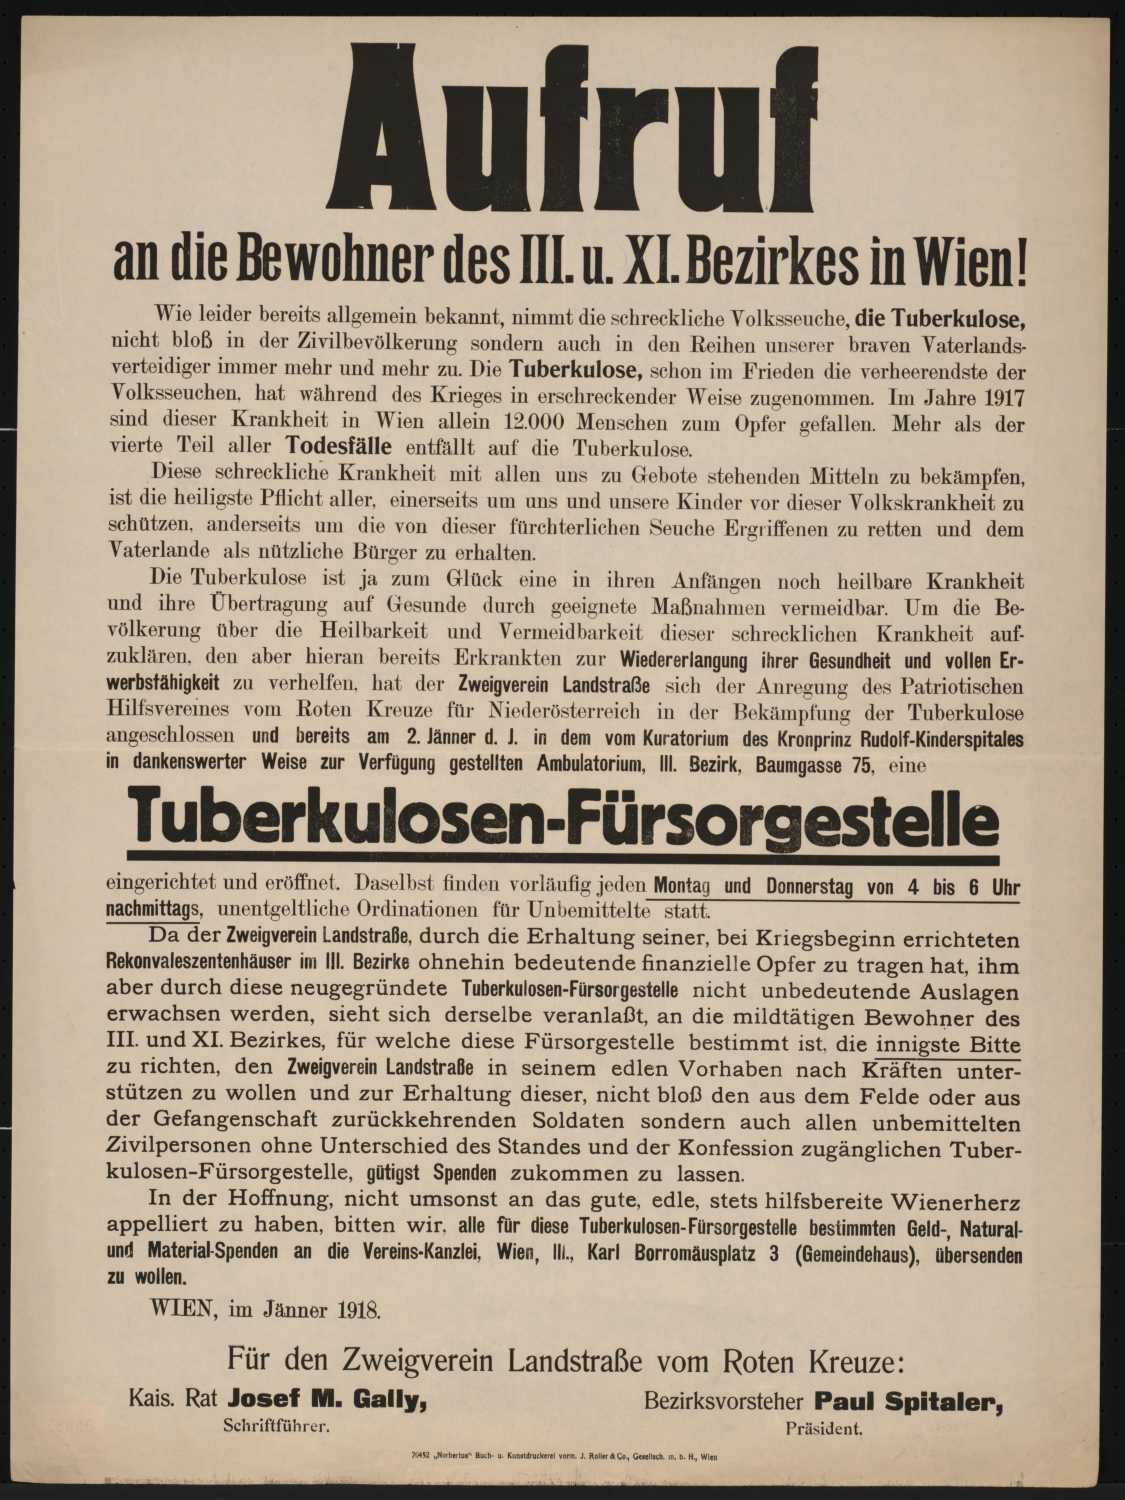 Aufruf
an die Bewohner des III. u. XI. Bezirkes in Wien!
Wie leider bereits allgemein bekannt, nimmt die schreckliche Volksseuche, die Tuberkulose,
nicht bloß in der Zivilbevölkerung sondern auch in den Reihen unserer braven Vaterlands-
verteidiger immer mehr und mehr zu. Die Tuberkulose, schon im Frieden die verheerendste der
Volksseuchen, hat während des Krieges in erschreckender Weise zugenommen. Im Jahre 1917
sind dieser Krankheit in Wien allein 12.000 Menschen zum Opfer gefallen. Mehr als der
vierte Teil aller Todesfälle entfällt auf die Tuberkulose.
Diese schreckliche Krankheit mit allen uns zu Gebote stehenden Mitteln zu bekämpfen,
ist die heiligste Pflicht aller, einerseits um uns und unsere Kinder vor dieser Volkskrankheit zu
schützen, anderseits um die von dieser fürchterlichen Seuche Ergriffenen zu retten und dem
Vaterlande als nützliche Bürger zu erhalten.
Die Tuberkulose ist ja zum Glück eine in ihren Anfängen noch heilbare Krankheit
und ihre Übertragung auf Gesunde durch geeignete Maßnahmen vermeidbar. Um die Be-
völkerung über die Heilbarkeit und Vermeidbarkeit dieser schrecklichen Krankheit auf-
zuklären, den aber hieran bereits Erkrankten zur Wiedererlangung ihrer Gesundheit und vollen Er-
werbsfähigkeit zu verhelfen, hat der Zweigverein Landstraße sich der Anregung des Patriotischen
Hilfsvereines vom Roten Kreuze für Niederösterreich in der Bekämpfung der Tuberkulose
angeschlossen und bereits am 2. Jänner d. J. in dem vom Kuratorium des Kronprinz Rudolf-Kinderspitales
in dankenswerter Weise zur Verfügung gestellten Ambulatorium, III. Bezirk, Baumgasse 75, eine
Tuberkulosen-Fürsorgestelle
eingerichtet und eröffnet. Daselbst finden vorläufig jeden Montag und Donnerstag von 4 bis 6 Uhr
nachmittags, unentgeltliche Ordinationen für Unbemittelte statt.
Da der Zweigverein Landstraße, durch die Erhaltung seiner, bei Kriegsbeginn errichteten
Rekonvaleszentenhäuser im III. Bezirke ohnehin bedeutende finanzielle Opfer zu tragen hat, ihm
aber durch diese neugegründete Tuberkulosen-Fürsorgestelle nicht unbedeutende Auslagen
erwachsen werden, sieht sich derselbe veranlaßt, an die mildtätigen Bewohner des
III. und XI. Bezirkes, für welche diese Fürsorgestelle bestimmt ist, die innigste Bitte
zu richten, den Zweigverein Landstraße in seinem edlen Vorhaben nach Kräften unter-
stützen zu wollen und zur Erhaltung dieser, nicht bloß den aus dem Felde oder aus
der Gefangenschaft zurückkehrenden Soldaten sondern auch allen unbemittelten
Zivilpersonen ohne Unterschied des Standes und der Konfession zugänglichen Tuber-
kulosen-Fürsorgestelle, gütigst Spenden zukommen zu lassen.
In der Hoffnung, nicht umsonst an das gute, edle, stets hilfsbereite Wienerherz
appelliert zu haben, bitten wir, alle für diese Tuberkulosen-Fürsorgestelle bestimmten Geld-, Natural-
und Material-Spenden an die Vereins-Kanzlei, Wien, III., Karl Borromäusplatz 3 (Gemeindehaus), übersenden
zu wollen.
WIEN, im Jänner 1918.
Für den Zweigverein Landstraße vom Roten Kreuze:
Kais. Rat Josef M. Gally,
Schriftführer.
Bezirksvorsteher Paul Spitaler,
Präsident.
70452 „Norbertus“ Buch- u. Kunstdruckerei vorm. J. Roller & Co., Gesellsch. m. b. H., Wien